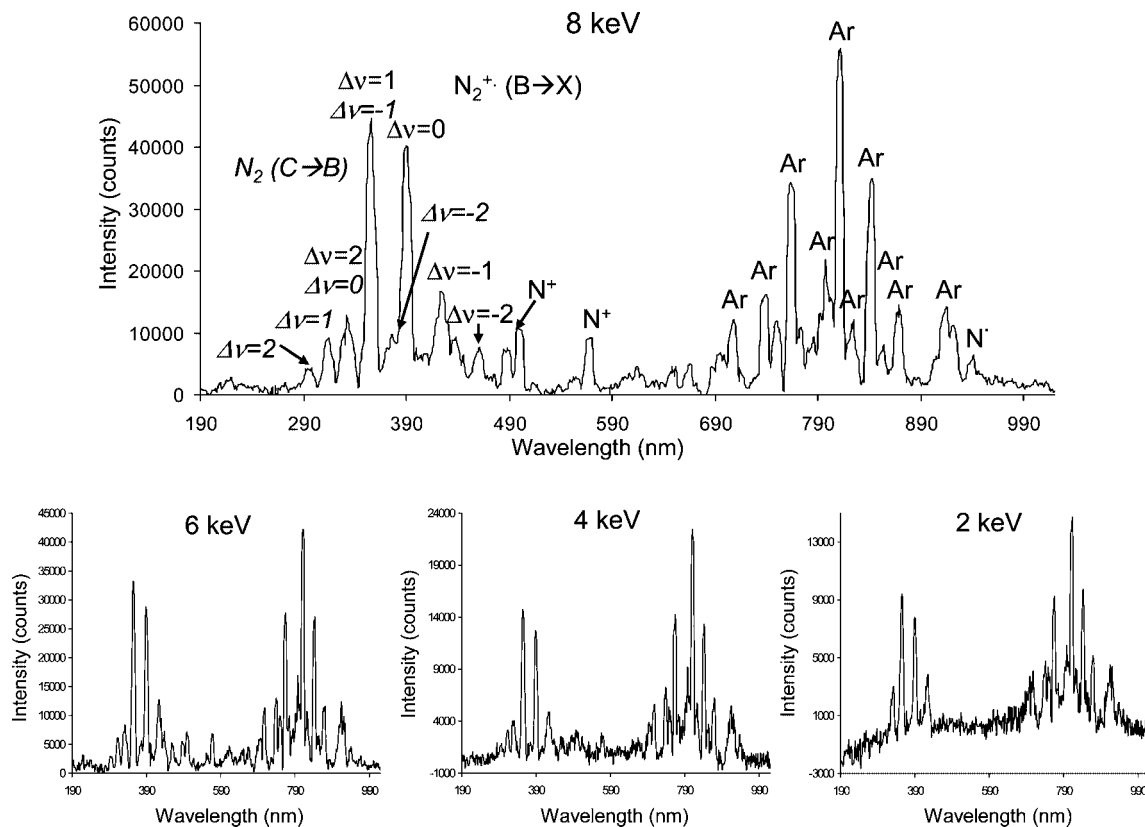 8 keV
Intensity (counts)
60000
50000
40000
30000
20000
10000
0
190 290 390 490 590 690 790 890 990
Wavelength (nm)
N₂ (C→B)
N₂⁺· (B→X)
Δν=2
Δν=1
Δν=2
Δν=0
Δν=1
Δν=-1
Δν=0
Δν=-2
Δν=-1
Δν=-2
N⁺
N⁺
Ar
Ar
Ar
Ar
Ar
Ar
Ar
Ar
Ar
Ar
N·
6 keV
Intensity (counts)
45000
40000
35000
30000
25000
20000
15000
10000
5000
0
190 390 590 790 990
Wavelength (nm)
4 keV
Intensity (counts)
24000
19000
14000
9000
4000
-1000
190 390 590 790 990
Wavelength (nm)
2 keV
Intensity (counts)
13000
9000
5000
1000
-3000
190 390 590 790 990
Wavelength (nm)